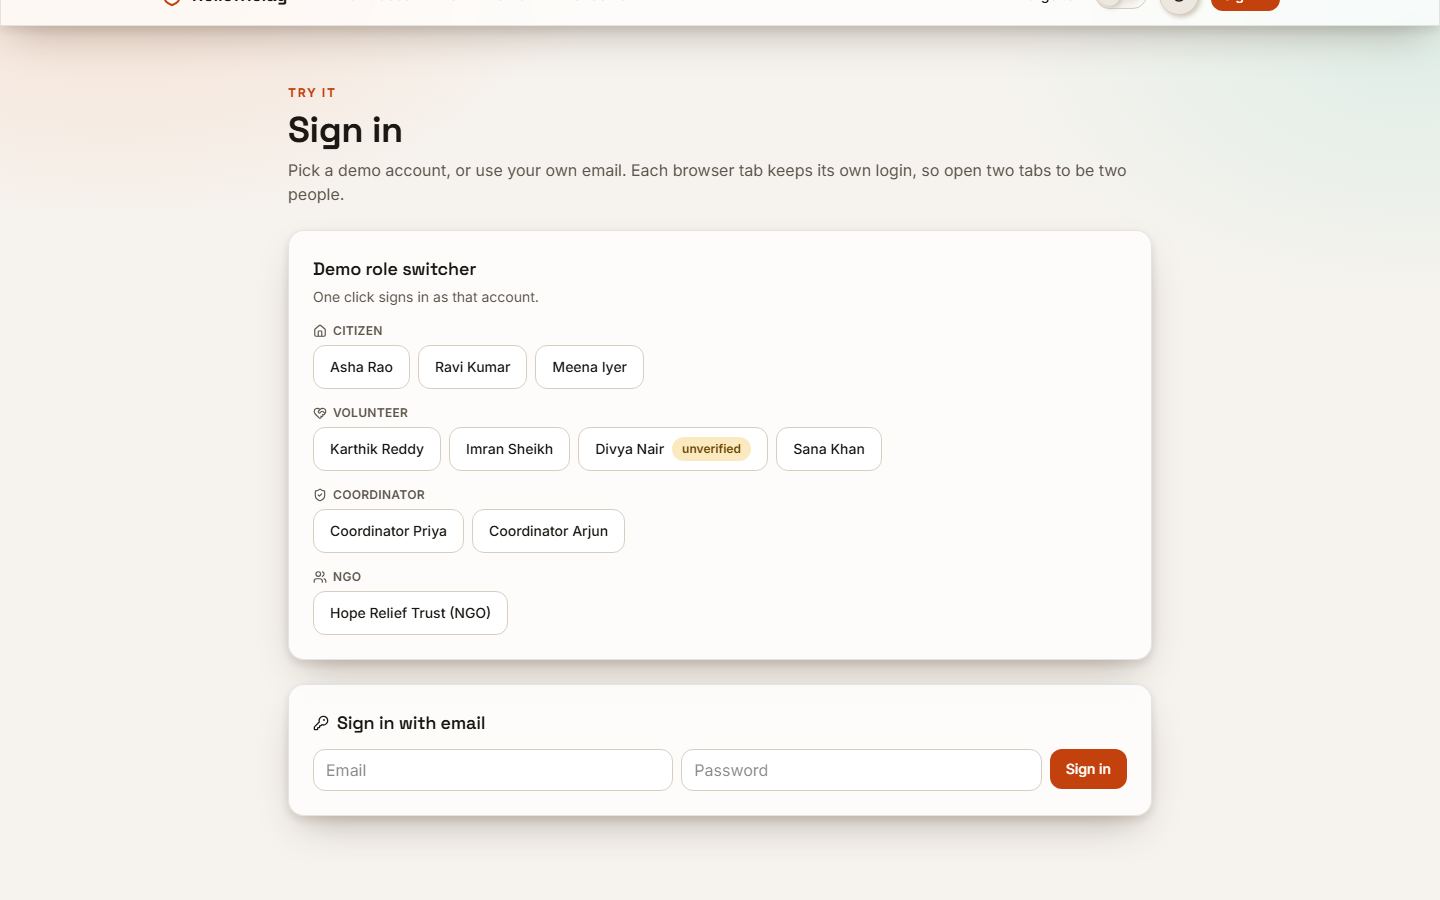 TRY IT
Sign in
Pick a demo account, or use your own email. Each browser tab keeps its own login, so open two tabs to be two
people.
Demo role switcher
One click signs in as that account.
CITIZEN
Asha Rao Ravi Kumar Meena Iyer
VOLUNTEER
Karthik Reddy Imran Sheikh Divya Nair unverified Sana Khan
COORDINATOR
Coordinator Priya Coordinator Arjun
NGO
Hope Relief Trust (NGO)
Sign in with email
Email Password Sign in